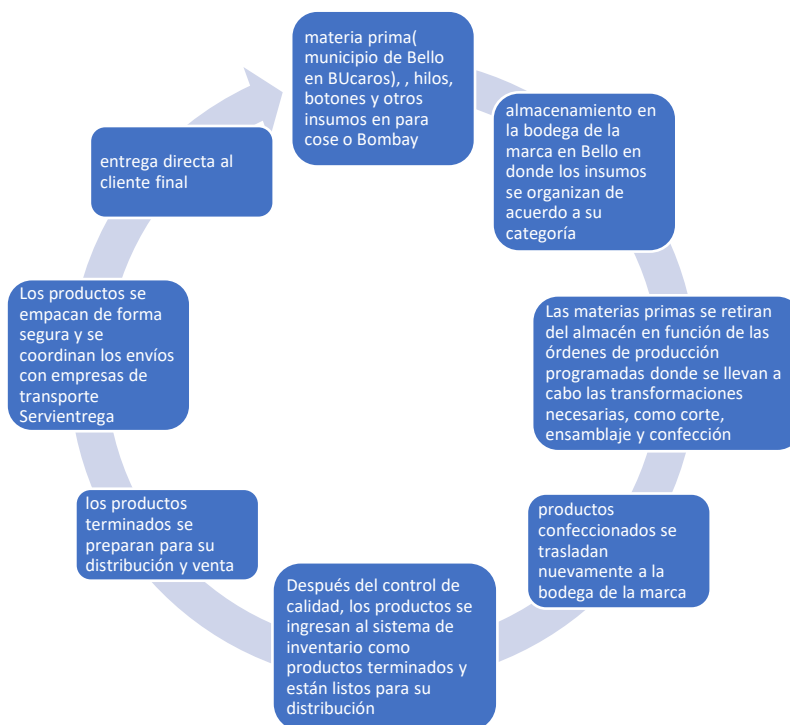 materia prima(
municipio de Bello
en BUcaros), , hilos,
botones y otros
insumos en para
cose o Bombay
almacenamiento en
la bodega de la
marca en Bello en
donde los insumos
se organizan de
acuerdo a su
categoría
Las materias primas se retiran
del almacén en función de las
órdenes de producción
programadas donde se llevan a
cabo las transformaciones
necesarias, como corte,
ensamblaje y confección
productos
confeccionados se
trasladan
nuevamente a la
bodega de la marca
Después del control de
calidad, los productos se
ingresan al sistema de
inventario como
productos terminados y
están listos para su
distribución
los productos
terminados se
preparan para su
distribución y venta
Los productos se
empacan de forma
segura y se
coordinan los envíos
con empresas de
transporte
Servientrega
entrega directa al
cliente final